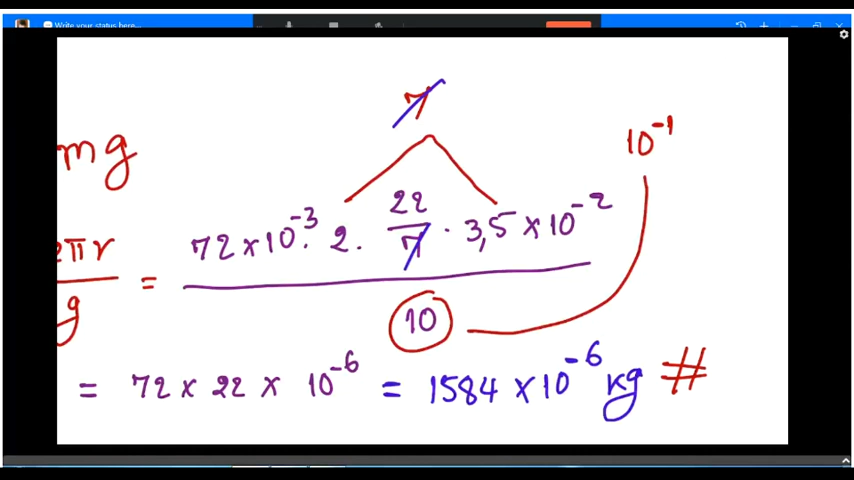 Write your status here...
7
10⁻¹
mg
72 × 10⁻³ . 2 . 22/7 . 3,5 × 10⁻²
πr / g =
10
= 72 × 22 × 10⁻⁶ = 1584 × 10⁻⁶ kg #